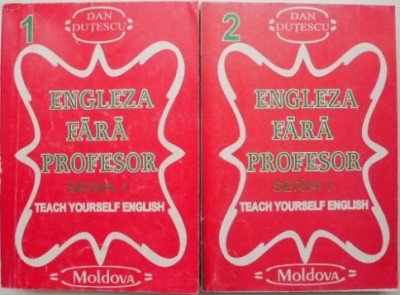 1
DAN
DUȚESCU
ENGLEZA
FĂRĂ
PROFESOR
SERIA I
TEACH YOURSELF ENGLISH
Moldova
2
DAN
DUȚESCU
ENGLEZA
FĂRĂ
PROFESOR
SERIA I
TEACH YOURSELF ENGLISH
Moldova